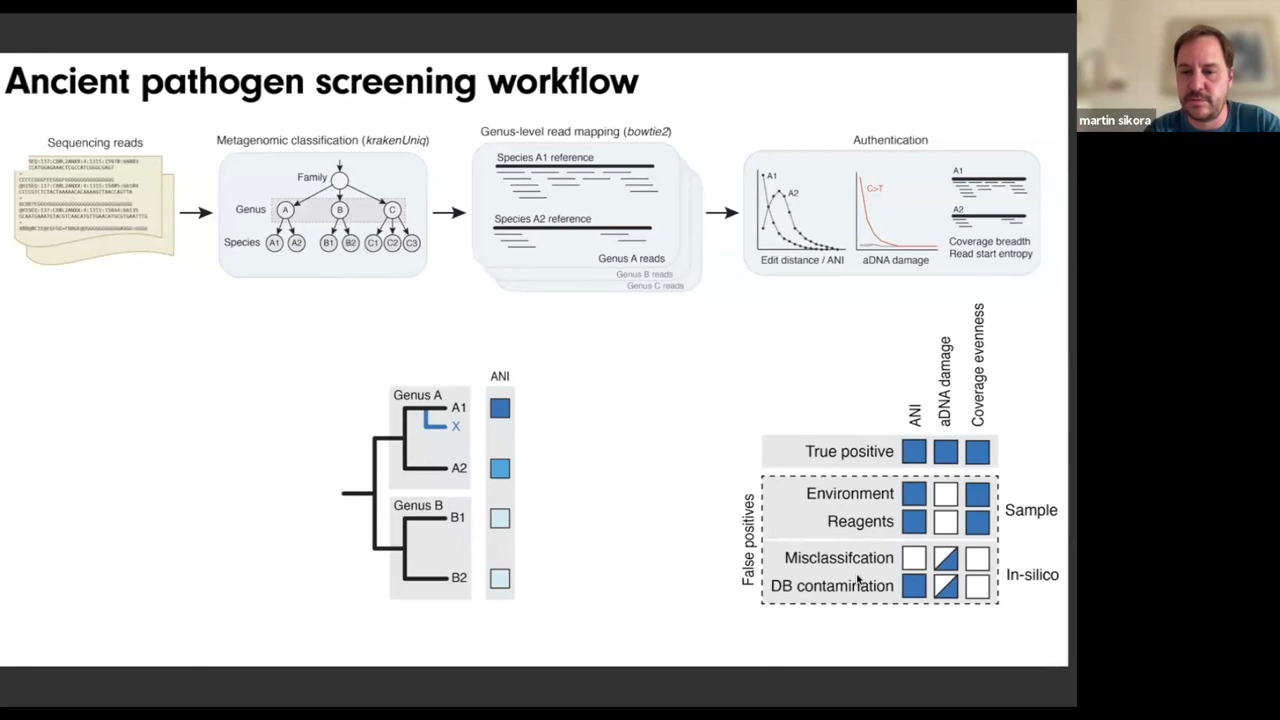 Ancient pathogen screening workflow
martin sikora
Sequencing reads
Metagenomic classification (krakenUniq)
Family
Genus
A
B
C
Species
A1
A2
B1
B2
C1
C2
C3
Genus-level read mapping (bowtie2)
Species A1 reference
Species A2 reference
Genus A reads
Genus B reads
Genus C reads
Authentication
A1
A2
Edit distance / ANI
C>T
aDNA damage
A1
A2
Coverage breadth
Read start entropy
ANI
Genus A
A1
X
A2
Genus B
B1
B2
ANI
aDNA damage
Coverage evenness
True positive
False positives
Environment
Reagents
Sample
Misclassifcation
DB contamination
In-silico